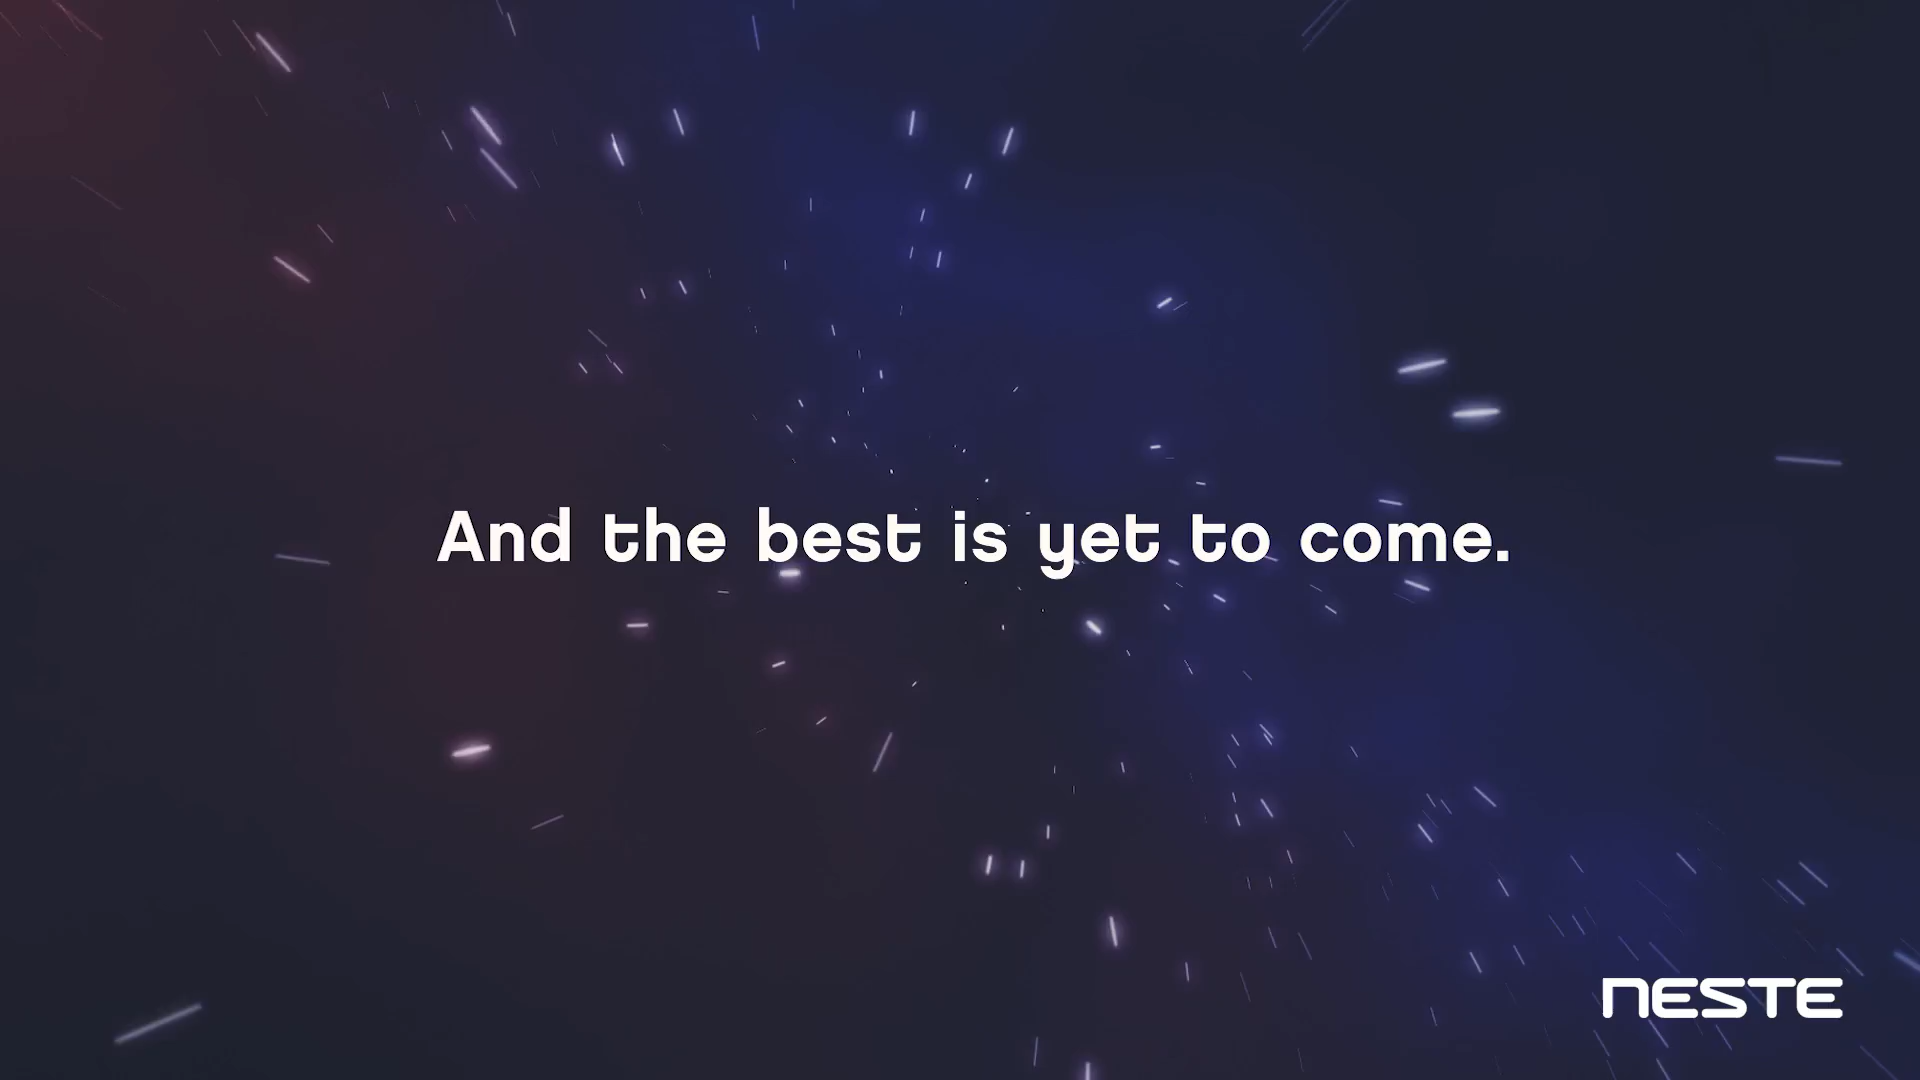 And the best is yet to come.
NESTE